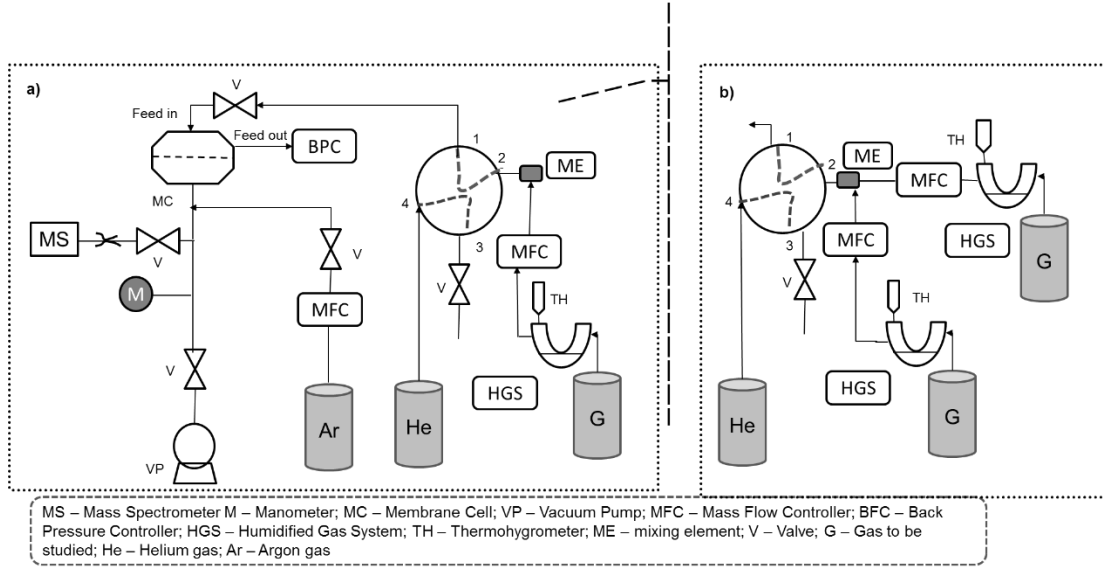 a)
V
Feed in
Feed out
BPC
MC
MS
V
M
V
VP
V
MFC
Ar
1
2
4
3
ME
MFC
V
TH
HGS
He
G
b)
1
2
4
3
ME
TH
MFC
MFC
HGS
G
V
TH
HGS
He
G
MS – Mass Spectrometer M – Manometer; MC – Membrane Cell; VP – Vacuum Pump; MFC – Mass Flow Controller; BFC – Back
Pressure Controller; HGS – Humidified Gas System; TH – Thermohygrometer; ME – mixing element; V – Valve; G – Gas to be
studied; He – Helium gas; Ar – Argon gas